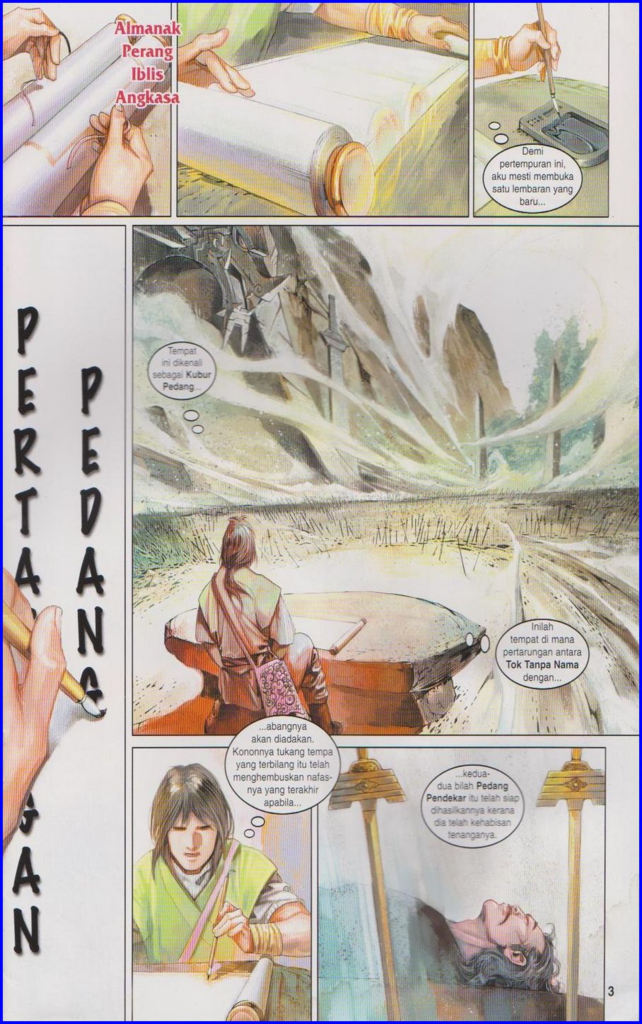 Almanak
Perang
Iblis
Angkasa
Demi
pertempuran ini,
aku mesti membuka
satu lembaran yang
baru...
PERTA GAN
PEDANG
Tempat
ini dikenali
sebagai Kubur
Pedang...
Inilah
tempat di mana
pertarungan antara
Tok Tanpa Nama
dengan...
...abangnya
akan diadakan.
Kononnya tukang tempa
yang terbilang itu telah
menghembuskan nafas-
nya yang terakhir
apabila...
...kedua-
dua bilah Pedang
Pendekar itu telah siap
dihasilkannya kerana
dia telah kehabisan
tenanganya.
3